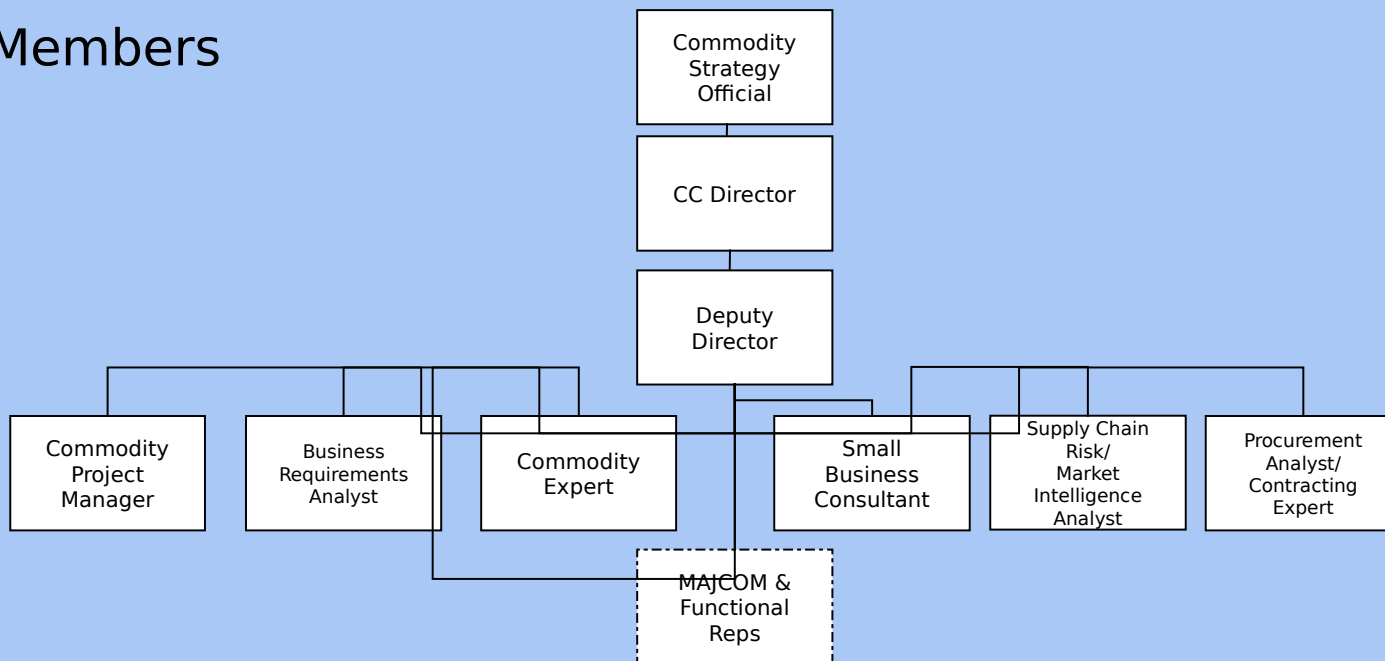 Members
Commodity
Strategy
Official
CC Director
Deputy
Director
Commodity
Project
Manager
Business
Requirements
Analyst
Commodity
Expert
Small
Business
Consultant
Supply Chain
Risk/
Market
Intelligence
Analyst
Procurement
Analyst/
Contracting
Expert
MAJCOM &
Functional
Reps